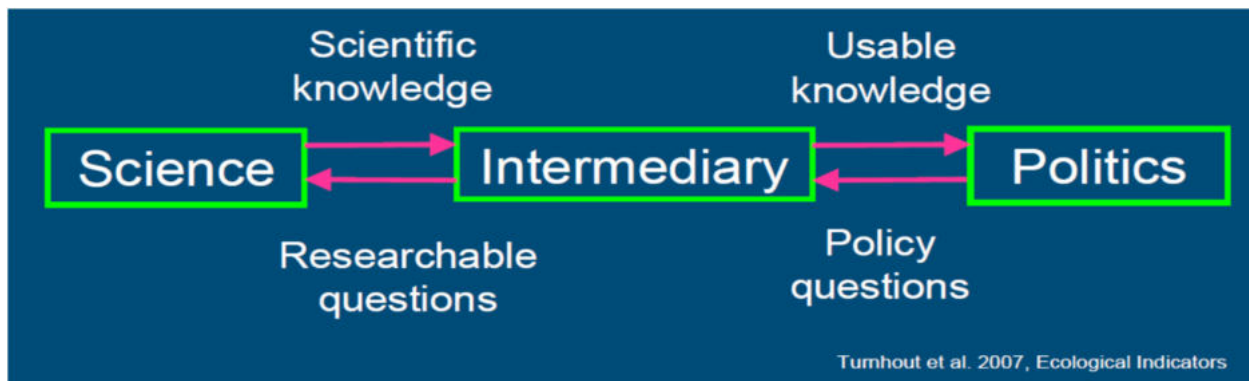 Scientific
knowledge
Usable
knowledge
Science
Intermediary
Politics
Researchable
questions
Policy
questions
Turnhout et al. 2007, Ecological Indicators